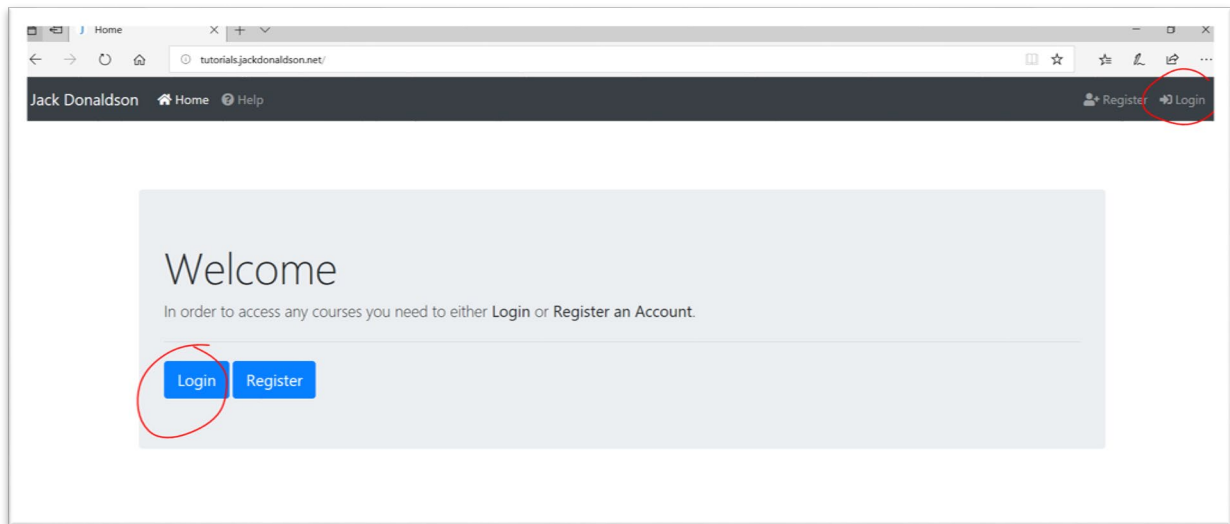 Home
tutorials.jackdonaldson.net/
Jack Donaldson Home Help Register Login
Welcome
In order to access any courses you need to either Login or Register an Account.
Login Register